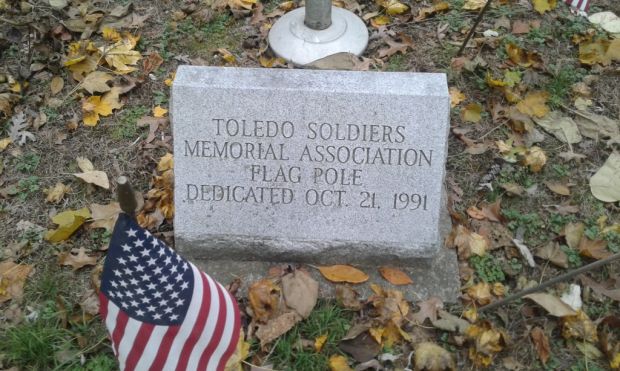 TOLEDO SOLDIERS
MEMORIAL ASSOCIATION
FLAG POLE
DEDICATED OCT. 21, 1991